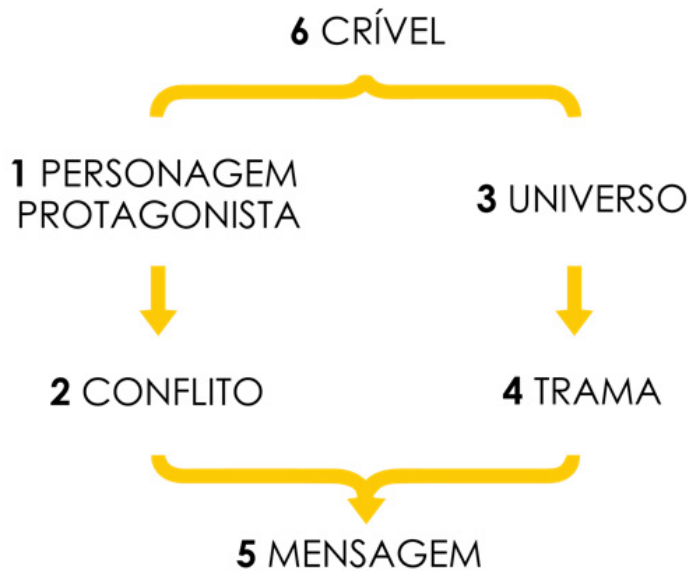 6 CRÍVEL
1 PERSONAGEM
PROTAGONISTA
3 UNIVERSO
2 CONFLITO
4 TRAMA
5 MENSAGEM